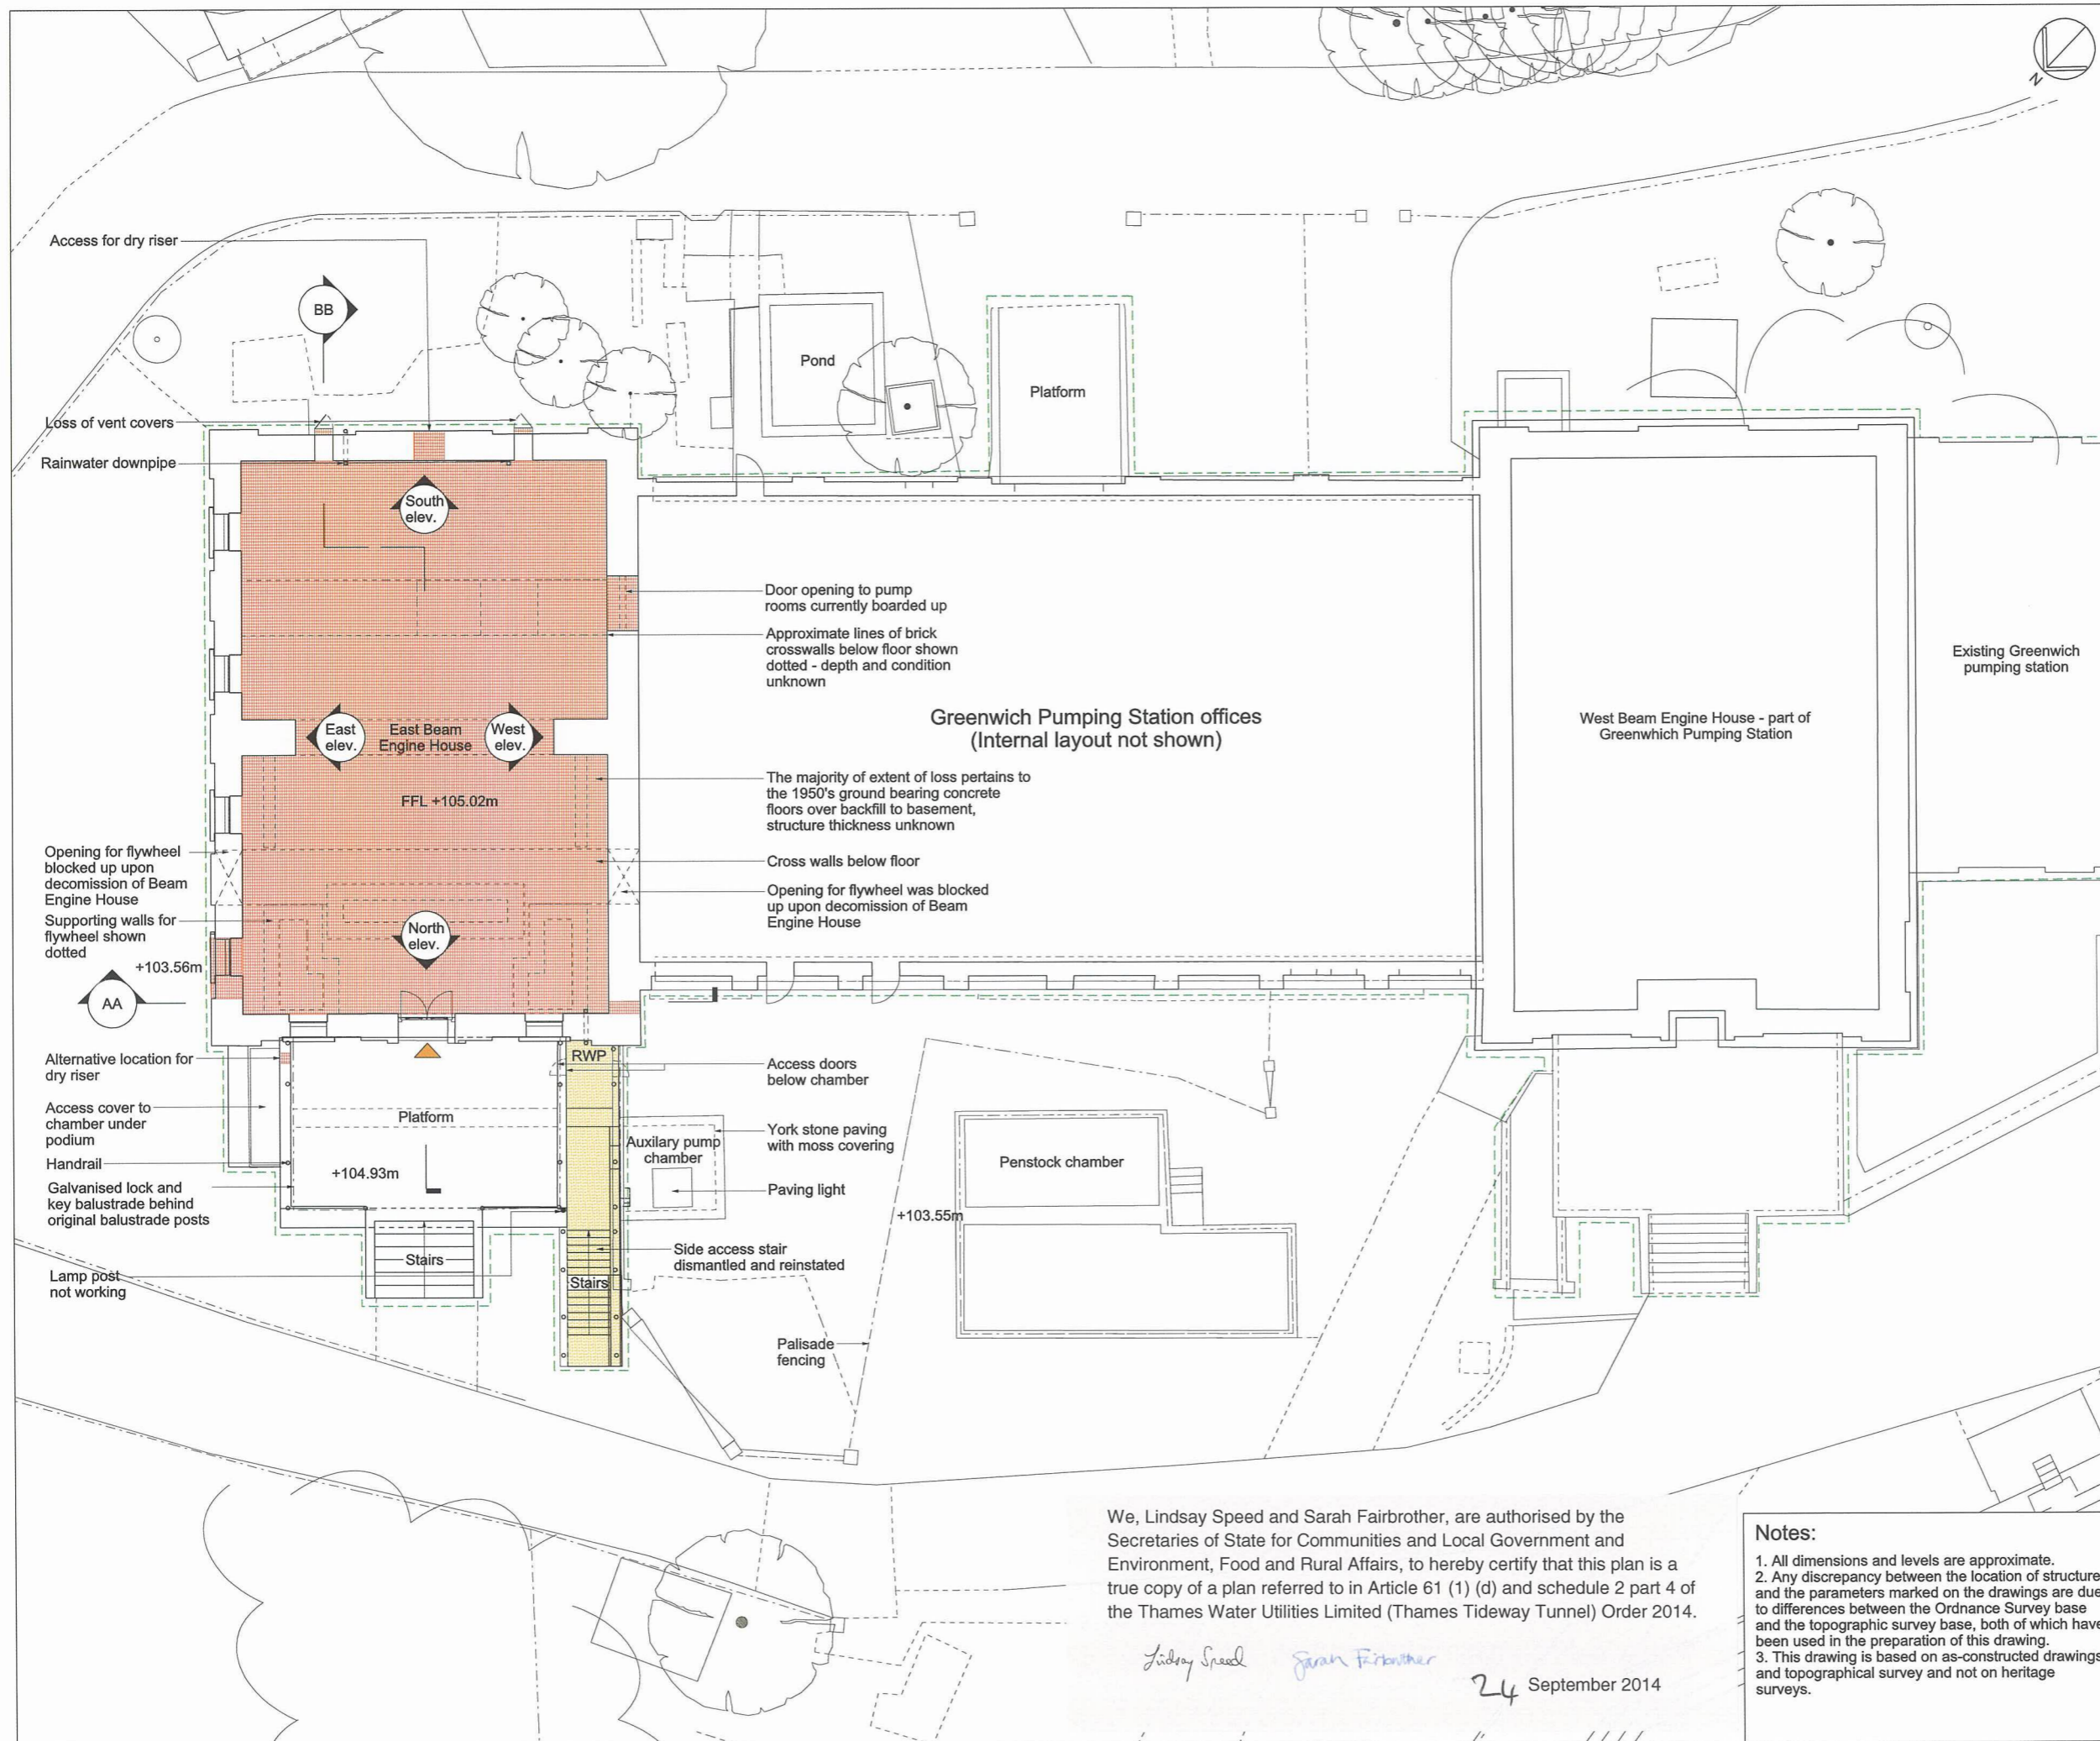 N
Access for dry riser
BB
Loss of vent covers
Rainwater downpipe
Pond
Platform
South
elev.
Door opening to pump
rooms currently boarded up
Approximate lines of brick
crosswalls below floor shown
dotted - depth and condition
unknown
Existing Greenwich
pumping station
Greenwich Pumping Station offices
(Internal layout not shown)
West Beam Engine House - part of
Greenwhich Pumping Station
East
elev.
East Beam
Engine House
West
elev.
The majority of extent of loss pertains to
the 1950's ground bearing concrete
floors over backfill to basement,
structure thickness unknown
FFL +105.02m
Opening for flywheel
blocked up upon
decomission of Beam
Engine House
Cross walls below floor
Opening for flywheel was blocked
up upon decomission of Beam
Engine House
Supporting walls for
flywheel shown
dotted
North
elev.
+103.56m
AA
Alternative location for
dry riser
RWP
Access doors
below chamber
Access cover to
chamber under
podium
Platform
Auxilary pump
chamber
York stone paving
with moss covering
Penstock chamber
Handrail
+104.93m
Paving light
Galvanised lock and
key balustrade behind
original balustrade posts
+103.55m
Stairs
Side access stair
dismantled and reinstated
Lamp post
not working
Stairs
Palisade
fencing
We, Lindsay Speed and Sarah Fairbrother, are authorised by the
Secretaries of State for Communities and Local Government and
Environment, Food and Rural Affairs, to hereby certify that this plan is a
true copy of a plan referred to in Article 61 (1) (d) and schedule 2 part 4 of
the Thames Water Utilities Limited (Thames Tideway Tunnel) Order 2014.
Lindsay Speed Sarah Fairbrother
24 September 2014
Notes:
1. All dimensions and levels are approximate.
2. Any discrepancy between the location of structure
and the parameters marked on the drawings are due
to differences between the Ordnance Survey base
and the topographic survey base, both of which have
been used in the preparation of this drawing.
3. This drawing is based on as-constructed drawings
and topographical survey and not on heritage
surveys.